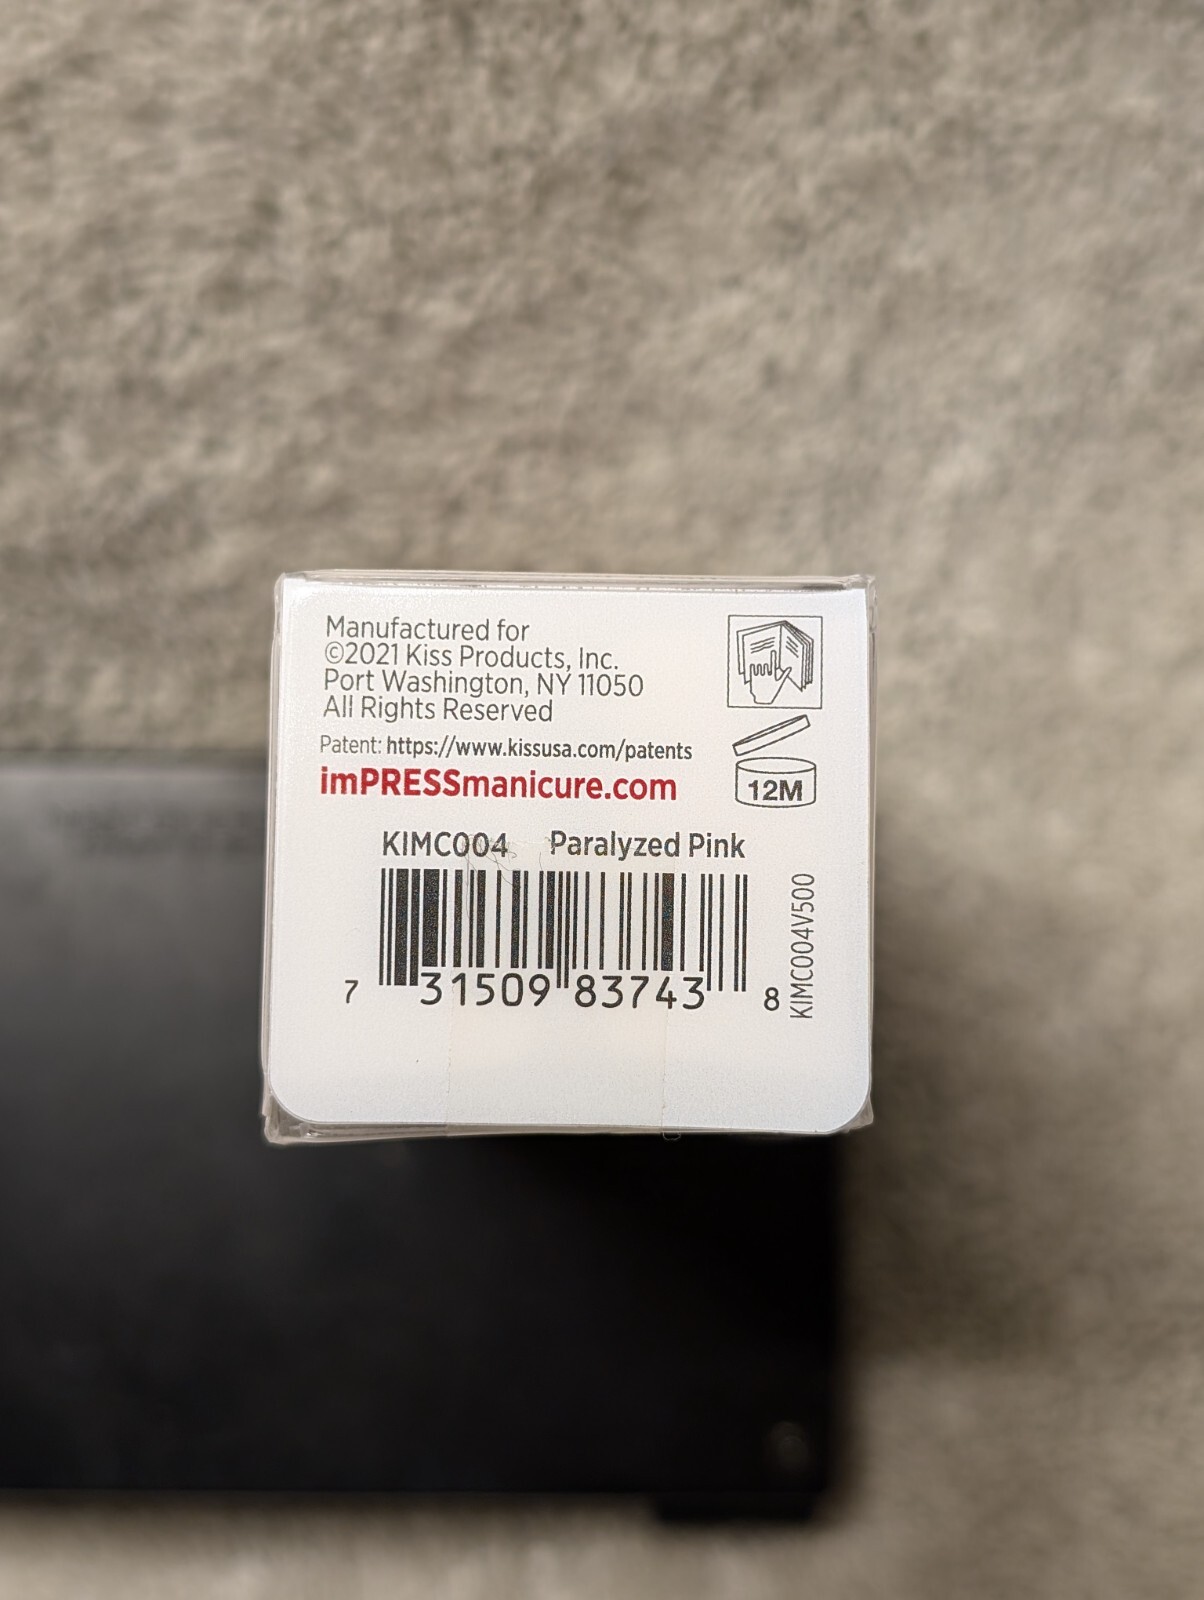 Manufactured for
©2021 Kiss Products, Inc.
Port Washington, NY 11050
All Rights Reserved
Patent: https://www.kissusa.com/patents
imPRESSmanicure.com
12M
KIMC004 Paralyzed Pink
7 31509 83743 8
KIMC004V500